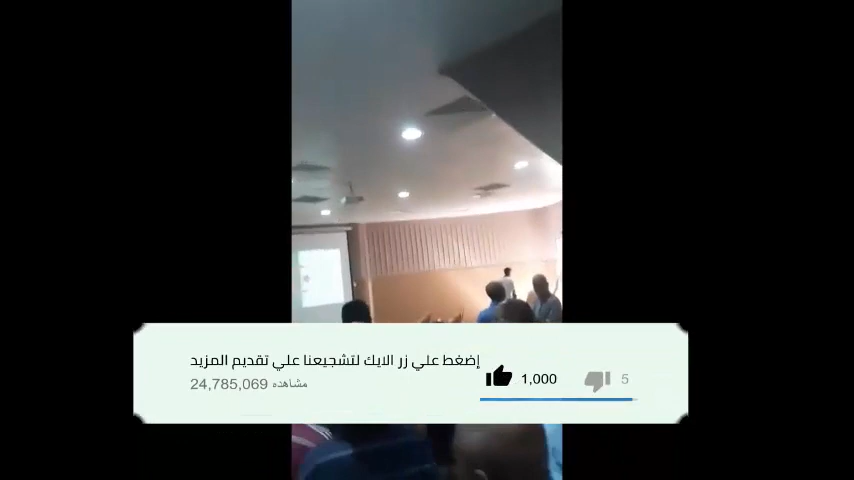 إضغط علي زر الايك لتشجيعنا علي تقديم المزيد
24,785,069 مشاهده
1,000
5